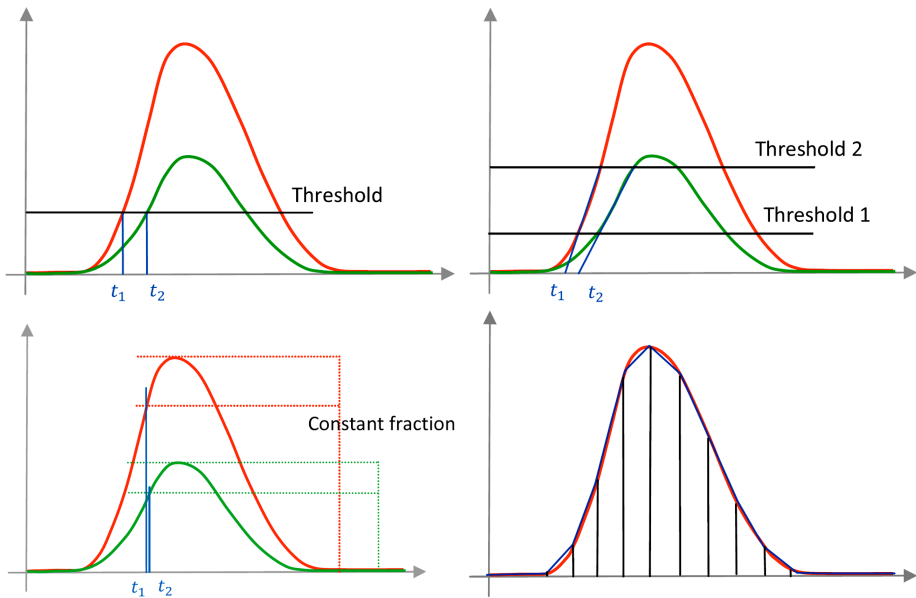 Threshold
t₁ t₂
Threshold 2
Threshold 1
t₁ t₂
Constant fraction
t₁ t₂